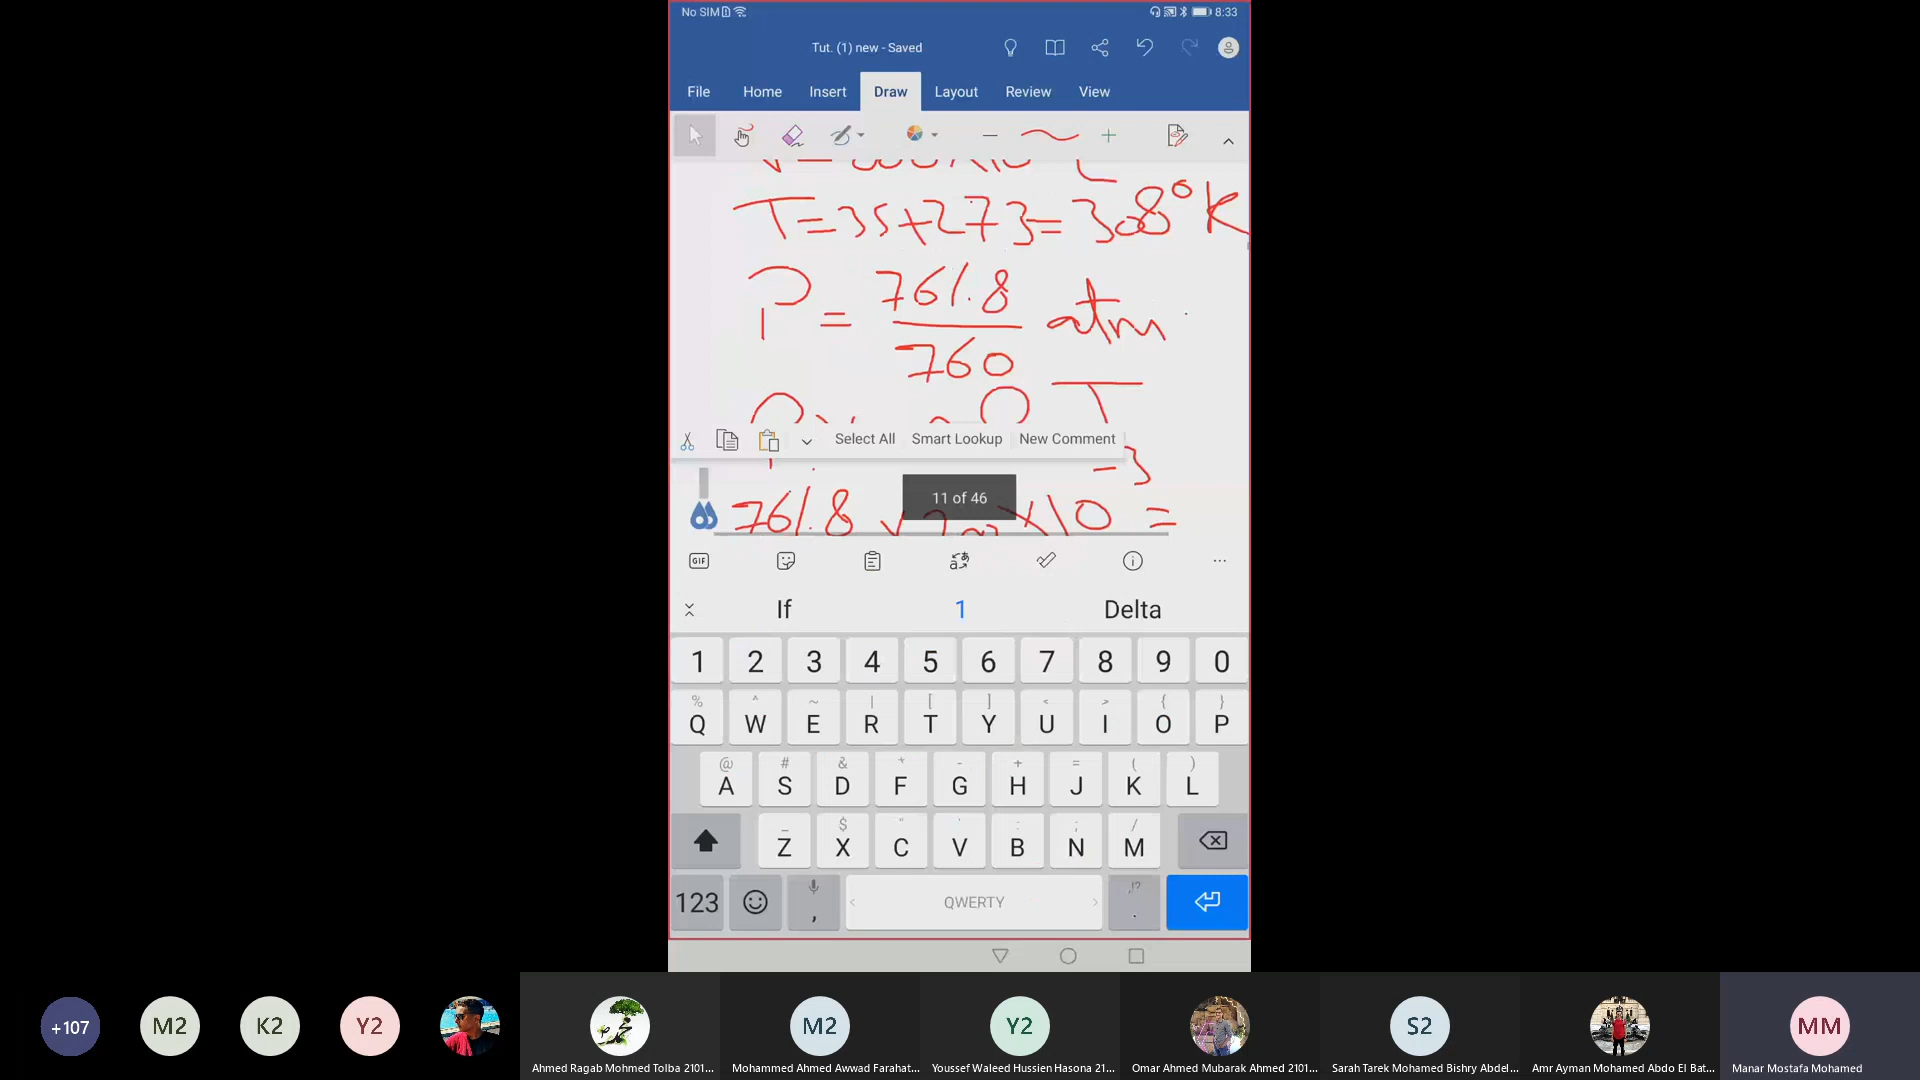 No SIM 8:33
Tut. (1) new - Saved
File Home Insert Draw Layout Review View
T = 35 + 273 = 308°K
P = 761.8 / 760 atm
Select All Smart Lookup New Comment
-3
11 of 46
761.8 x10 =
GIF
If 1 Delta
1 2 3 4 5 6 7 8 9 0
% ^ ~ | [ ] < > { }
Q W E R T Y U I O P
@ # & * - + = ( )
A S D F G H J K L
_ $ " ' : ; /
Z X C V B N M
123 , QWERTY !? .
+107 M2 K2 Y2 M2 Y2 S2 MM
Ahmed Ragab Mohmed Tolba 2101... Mohammed Ahmed Awwad Farahat... Youssef Waleed Hussien Hasona 21... Omar Ahmed Mubarak Ahmed 2101... Sarah Tarek Mohamed Bishry Abdel... Amr Ayman Mohamed Abdo El Bat... Manar Mostafa Mohamed